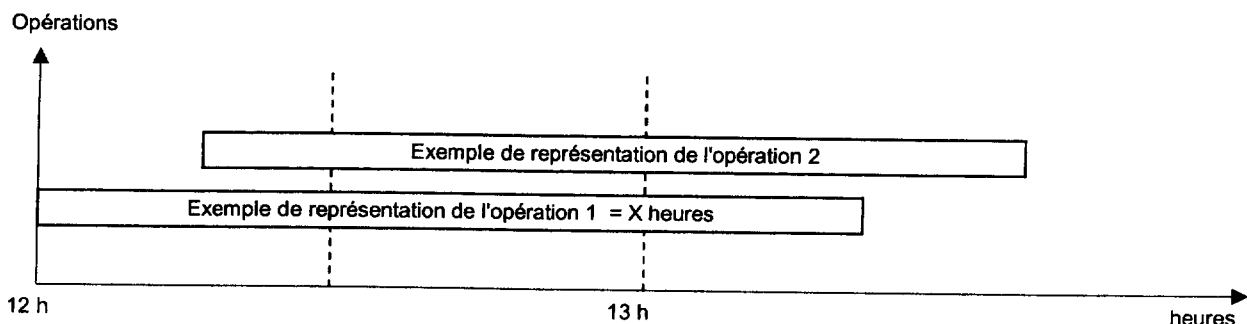 Opérations
Exemple de représentation de l'opération 2
Exemple de représentation de l'opération 1 = X heures
12 h
13 h
heures